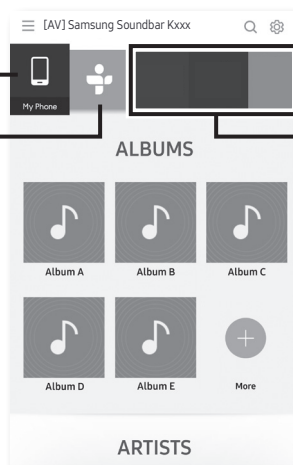 [AV] Samsung Soundbar Kxxx
My Phone
ALBUMS
Album A
Album B
Album C
Album D
Album E
More
ARTISTS